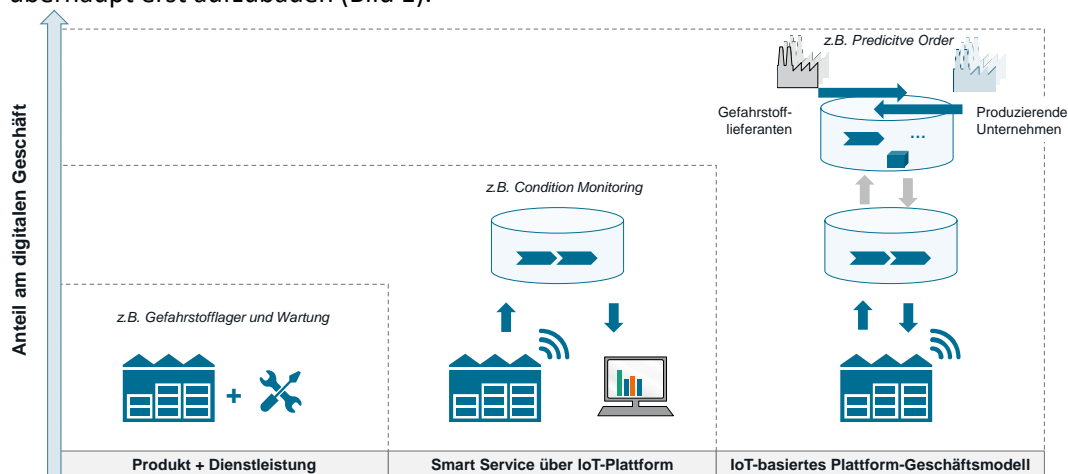 überhaupt erst aufzubauen (Bild 1).
z.B. Predicitve Order
Gefahrstoff-
lieferanten
Produzierende
Unternehmen
...
z.B. Condition Monitoring
z.B. Gefahrstofflager und Wartung
+
Anteil am digitalen Geschäft
Produkt + Dienstleistung
Smart Service über IoT-Plattform
IoT-basiertes Plattform-Geschäftsmodell